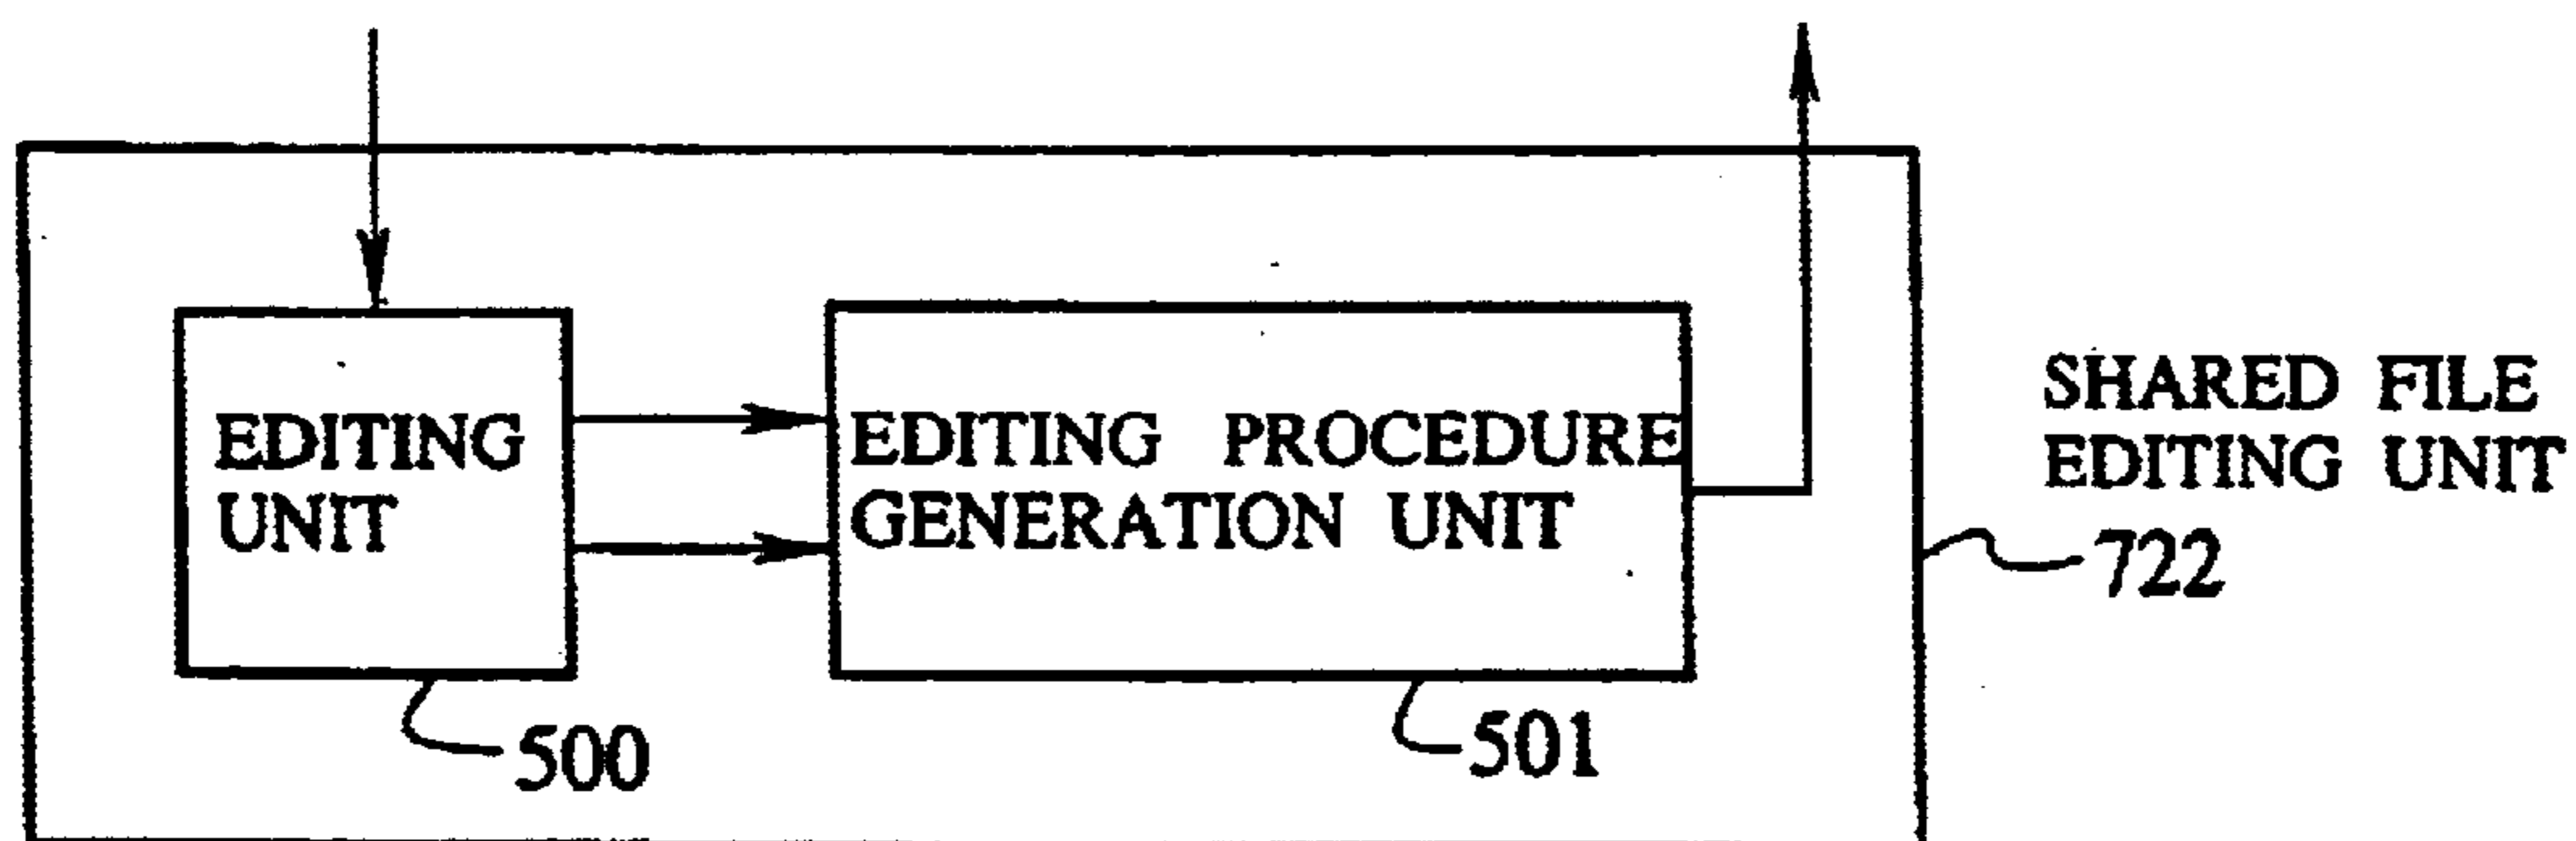 EDITING
UNIT
EDITING PROCEDURE
GENERATION UNIT
SHARED FILE
EDITING UNIT
722
500
501